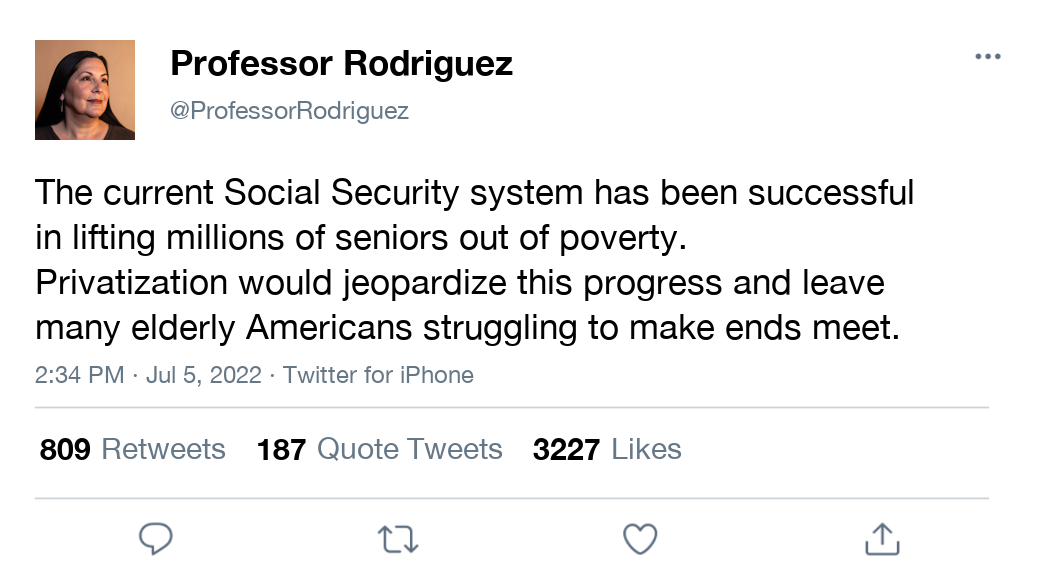 Professor Rodriguez
@ProfessorRodriguez
The current Social Security system has been successful
in lifting millions of seniors out of poverty.
Privatization would jeopardize this progress and leave
many elderly Americans struggling to make ends meet.
2:34 PM · Jul 5, 2022 · Twitter for iPhone
809 Retweets 187 Quote Tweets 3227 Likes